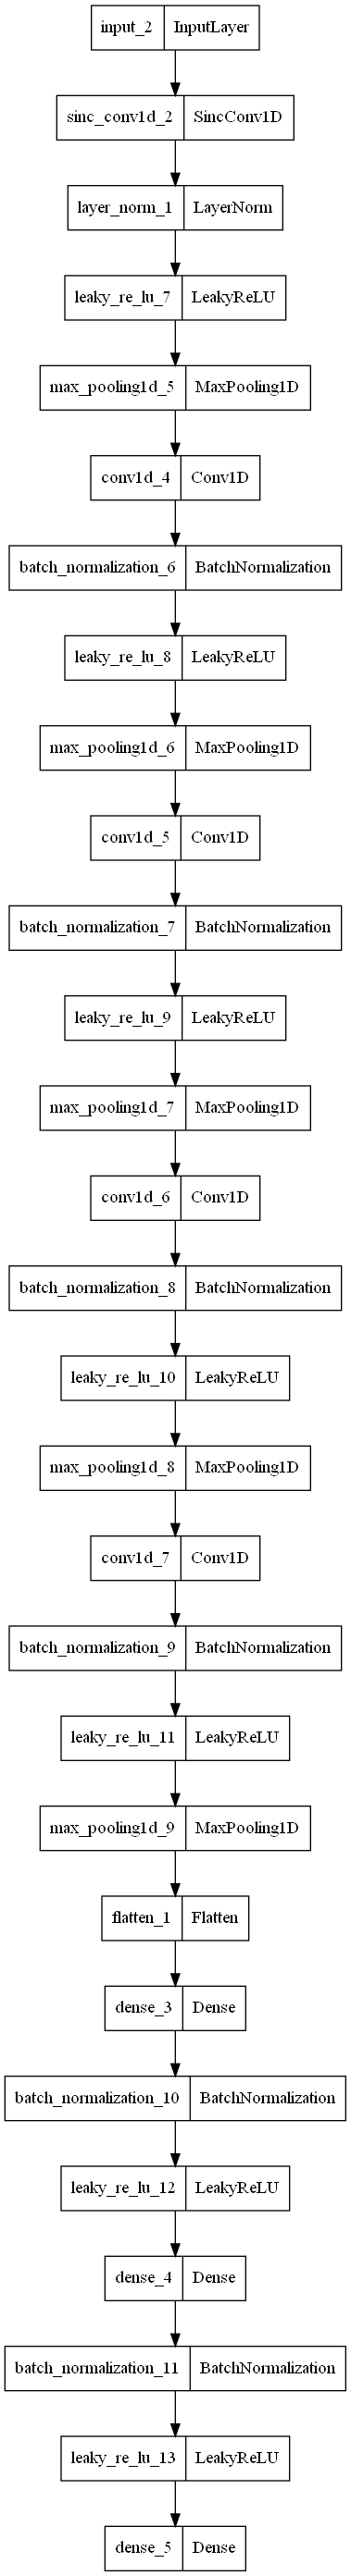 input_2 InputLayer
sinc_conv1d_2 SincConv1D
layer_norm_1 LayerNorm
leaky_re_lu_7 LeakyReLU
max_pooling1d_5 MaxPooling1D
conv1d_4 Conv1D
batch_normalization_6 BatchNormalization
leaky_re_lu_8 LeakyReLU
max_pooling1d_6 MaxPooling1D
conv1d_5 Conv1D
batch_normalization_7 BatchNormalization
leaky_re_lu_9 LeakyReLU
max_pooling1d_7 MaxPooling1D
conv1d_6 Conv1D
batch_normalization_8 BatchNormalization
leaky_re_lu_10 LeakyReLU
max_pooling1d_8 MaxPooling1D
conv1d_7 Conv1D
batch_normalization_9 BatchNormalization
leaky_re_lu_11 LeakyReLU
max_pooling1d_9 MaxPooling1D
flatten_1 Flatten
dense_3 Dense
batch_normalization_10 BatchNormalization
leaky_re_lu_12 LeakyReLU
dense_4 Dense
batch_normalization_11 BatchNormalization
leaky_re_lu_13 LeakyReLU
dense_5 Dense